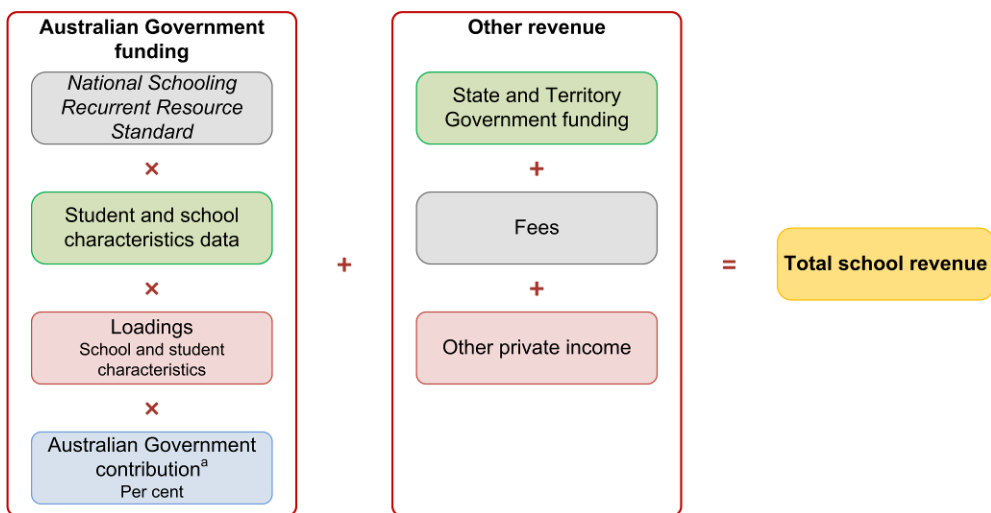 Australian Government
funding
National Schooling
Recurrent Resource
Standard
×
Student and school
characteristics data
×
Loadings
School and student
characteristics
×
Australian Government
contributionᵃ
Per cent
+
Other revenue
State and Territory
Government funding
+
Fees
+
Other private income
=
Total school revenue